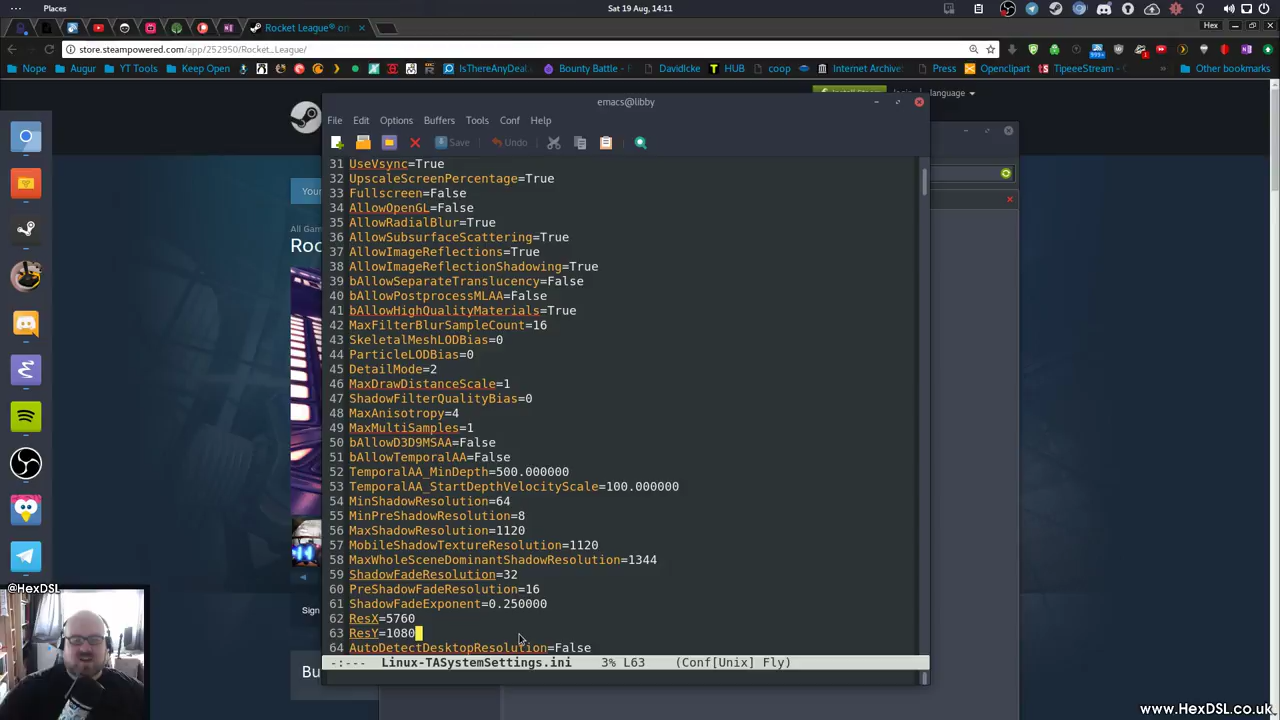 Places
Sat 19 Aug, 14:11
Rocket League® on
Hex
store.steampowered.com/app/252950/Rocket_League/
Nope
Augur
YT Tools
Keep Open
IsThereAnyDeal
Bounty Battle -
DavidIcke
HUB
coop
Internet Archive
Press
Openclipart
TipeeeStream
Other bookmarks
language
emacs@libby
File Edit Options Buffers Tools Conf Help
Save
Undo
31 UseVsync=True
32 UpscaleScreenPercentage=True
33 Fullscreen=False
34 AllowOpenGL=False
35 AllowRadialBlur=True
36 AllowSubsurfaceScattering=True
37 AllowImageReflections=True
38 AllowImageReflectionShadowing=True
39 bAllowSeparateTranslucency=False
40 bAllowPostprocessMLAA=False
41 bAllowHighQualityMaterials=True
42 MaxFilterBlurSampleCount=16
43 SkeletalMeshLODBias=0
44 ParticleLODBias=0
45 DetailMode=2
46 MaxDrawDistanceScale=1
47 ShadowFilterQualityBias=0
48 MaxAnisotropy=4
49 MaxMultiSamples=1
50 bAllowD3D9MSAA=False
51 bAllowTemporalAA=False
52 TemporalAA_MinDepth=500.000000
53 TemporalAA_StartDepthVelocityScale=100.000000
54 MinShadowResolution=64
55 MinPreShadowResolution=8
56 MaxShadowResolution=1120
57 MobileShadowTextureResolution=1120
58 MaxWholeSceneDominantShadowResolution=1344
59 ShadowFadeResolution=32
60 PreShadowFadeResolution=16
61 ShadowFadeExponent=0.250000
62 ResX=5760
63 ResY=1080
64 AutoDetectDesktopResolution=False
-:--- Linux-TASystemSettings.ini 3% L63 (Conf[Unix] Fly)
Your
All Gam
Roc
Sign
Bu
@HexDSL
www.HexDSL.co.uk